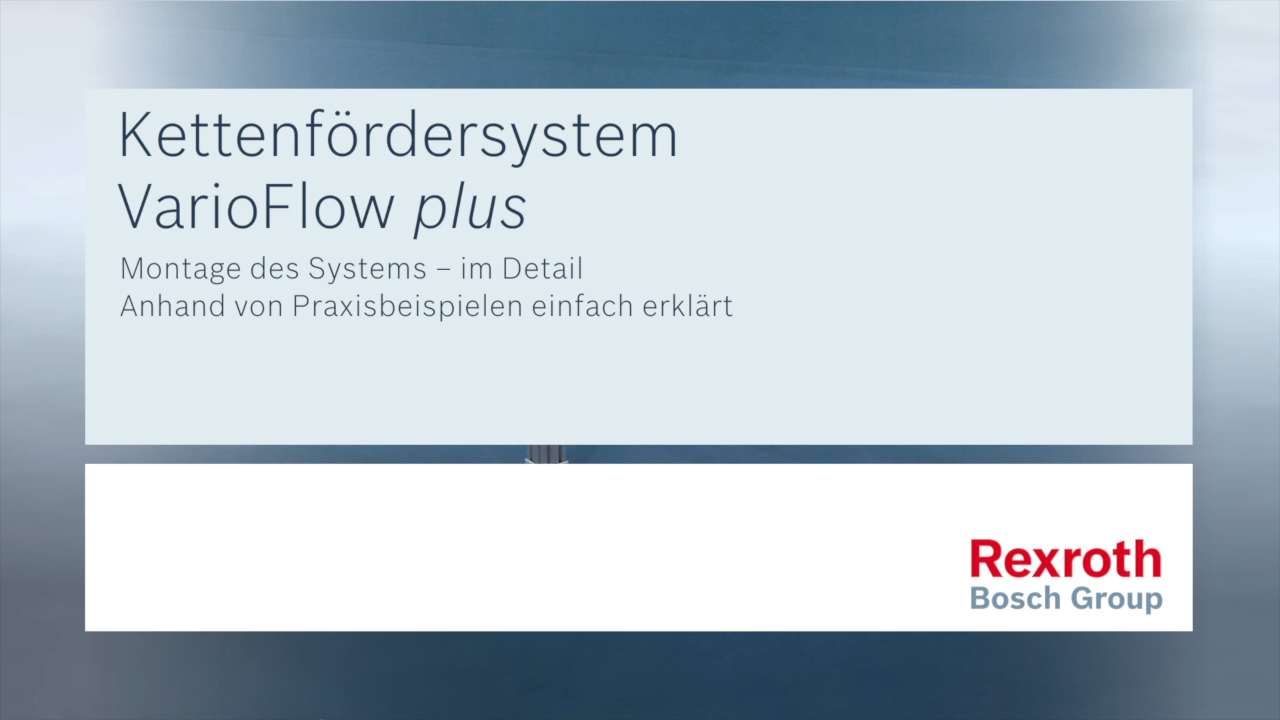 Kettenfördersystem
VarioFlow plus
Montage des Systems – im Detail
Anhand von Praxisbeispielen einfach erklärt
Rexroth
Bosch Group